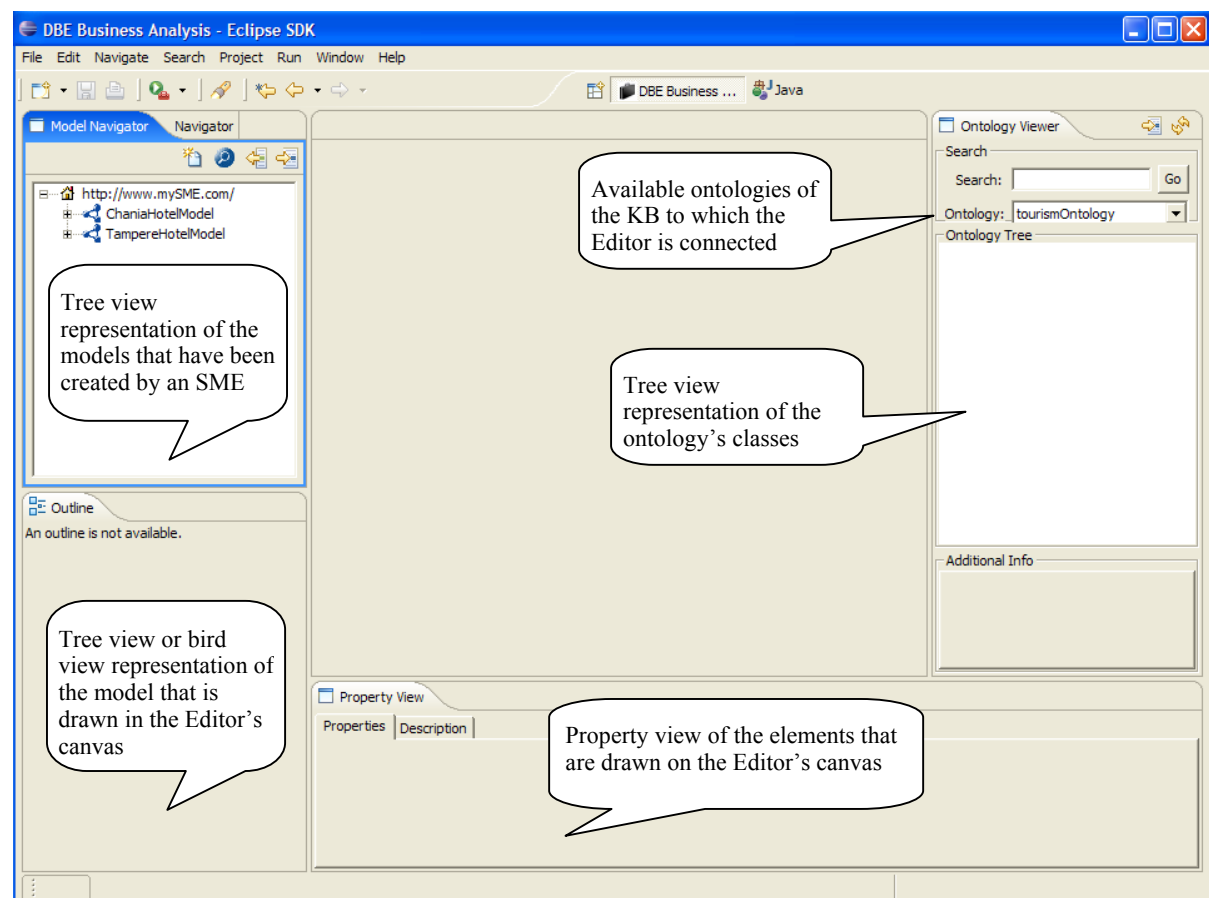 DBE Business Analysis - Eclipse SDK
File Edit Navigate Search Project Run Window Help
DBE Business ... Java
Model Navigator Navigator
http://www.mySME.com/
ChaniaHotelModel
TampereHotelModel
Tree view
representation of the
models that have been
created by an SME
Outline
An outline is not available.
Tree view or bird
view representation of
the model that is
drawn in the Editor’s
canvas
Available ontologies of
the KB to which the
Editor is connected
Tree view
representation of the
ontology’s classes
Ontology Viewer
Search
Search: Go
Ontology: tourismOntology
Ontology Tree
Additional Info
Property View
Properties Description
Property view of the elements that
are drawn on the Editor’s canvas